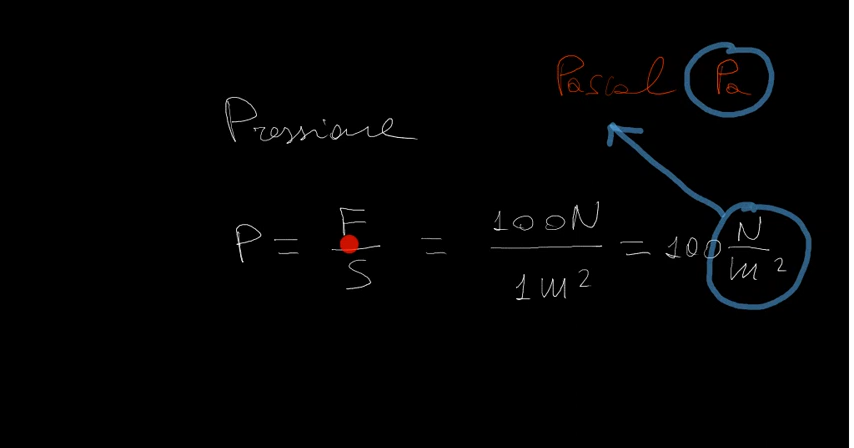 Pascal Pa
Pressione
P = F/S = 100N/1m² = 100 N/m²